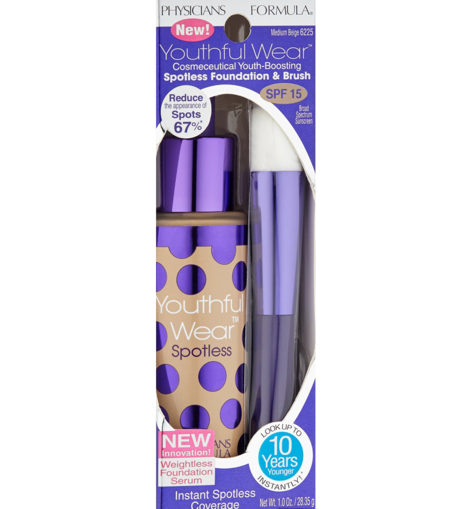 PHYSICIANS FORMULA®
New!
Medium Beige 6225
Youthful Wear™
Cosmeceutical Youth-Boosting
Spotless Foundation & Brush
SPF 15
Broad
Spectrum
Sunscreen
Reduce
the appearance of
Spots
67%*
Youthful
Wear™
Spotless
NEW
Innovation!
Weightless
Foundation
Serum
LOOK UP TO
10
Years
Younger
INSTANTLY!†
Instant Spotless
Coverage
Net Wt. 1.0 Oz. / 28.35 g